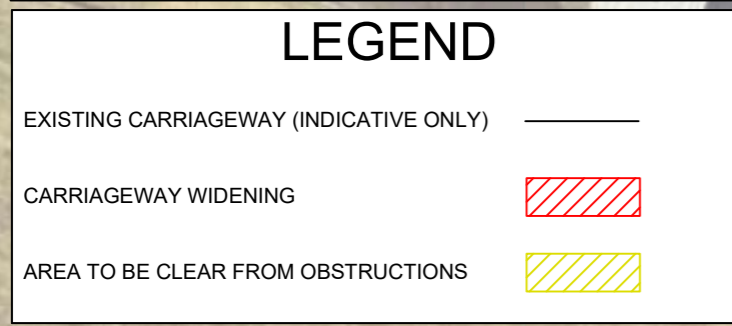 LEGEND
EXISTING CARRIAGEWAY (INDICATIVE ONLY)
CARRIAGEWAY WIDENING
AREA TO BE CLEAR FROM OBSTRUCTIONS